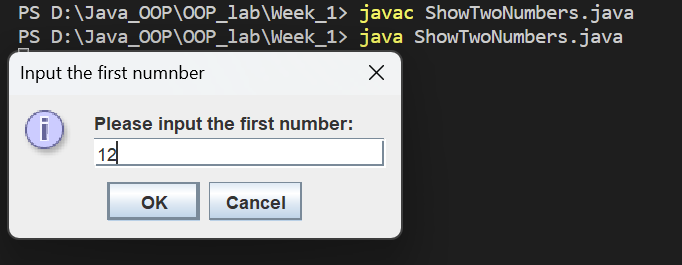 PS D:\Java_OOP\OOP_lab\Week_1> javac ShowTwoNumbers.java
PS D:\Java_OOP\OOP_lab\Week_1> java ShowTwoNumbers.java
Input the first numnber
Please input the first number:
12
OK Cancel